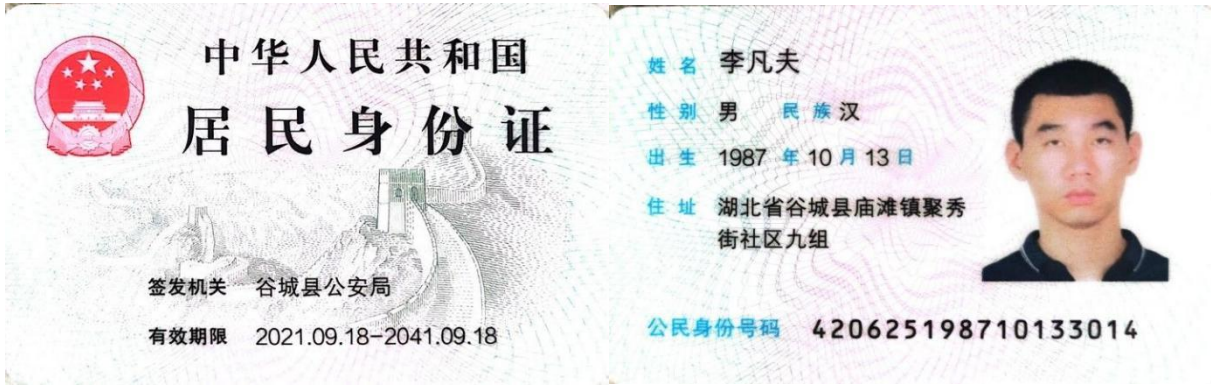 中华人民共和国
居民身份证
签发机关 谷城县公安局
有效期限 2021.09.18-2041.09.18
姓名 李凡夫
性别 男 民族 汉
出生 1987 年 10 月 13 日
住址 湖北省谷城县庙滩镇聚秀
街社区九组
公民身份号码 420625198710133014